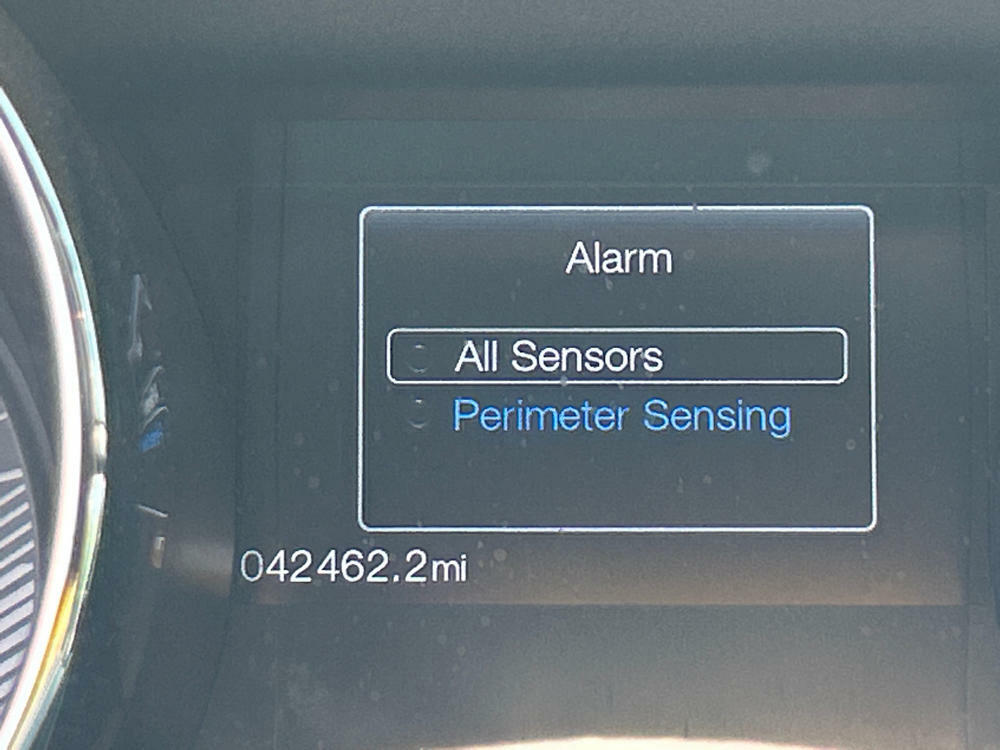 Alarm
All Sensors
Perimeter Sensing
042462.2mi